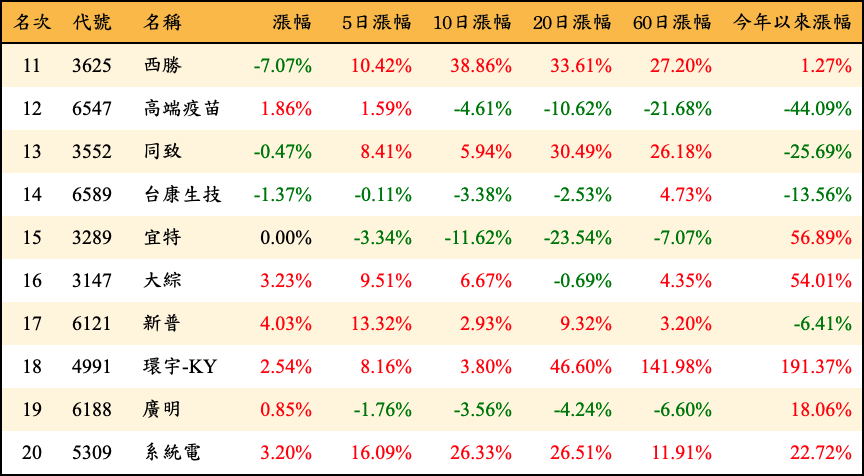 名次 代號 名稱 漲幅 5日漲幅 10日漲幅 20日漲幅 60日漲幅 今年以來漲幅
11 3625 西勝 -7.07% 10.42% 38.86% 33.61% 27.20% 1.27%
12 6547 高端疫苗 1.86% 1.59% -4.61% -10.62% -21.68% -44.09%
13 3552 同致 -0.47% 8.41% 5.94% 30.49% 26.18% -25.69%
14 6589 台康生技 -1.37% -0.11% -3.38% -2.53% 4.73% -13.56%
15 3289 宜特 0.00% -3.34% -11.62% -23.54% -7.07% 56.89%
16 3147 大綜 3.23% 9.51% 6.67% -0.69% 4.35% 54.01%
17 6121 新普 4.03% 13.32% 2.93% 9.32% 3.20% -6.41%
18 4991 環宇-KY 2.54% 8.16% 3.80% 46.60% 141.98% 191.37%
19 6188 廣明 0.85% -1.76% -3.56% -4.24% -6.60% 18.06%
20 5309 系統電 3.20% 16.09% 26.33% 26.51% 11.91% 22.72%